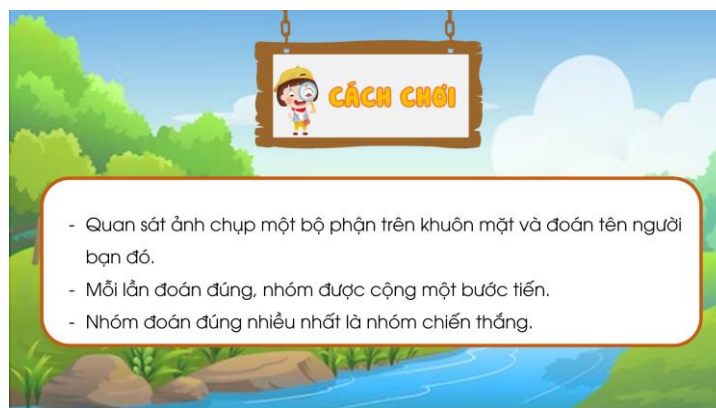 CÁCH CHƠI
- Quan sát ảnh chụp một bộ phận trên khuôn mặt và đoán tên người
bạn đó.
- Mỗi lần đoán đúng, nhóm được cộng một bước tiến.
- Nhóm đoán đúng nhiều nhất là nhóm chiến thắng.